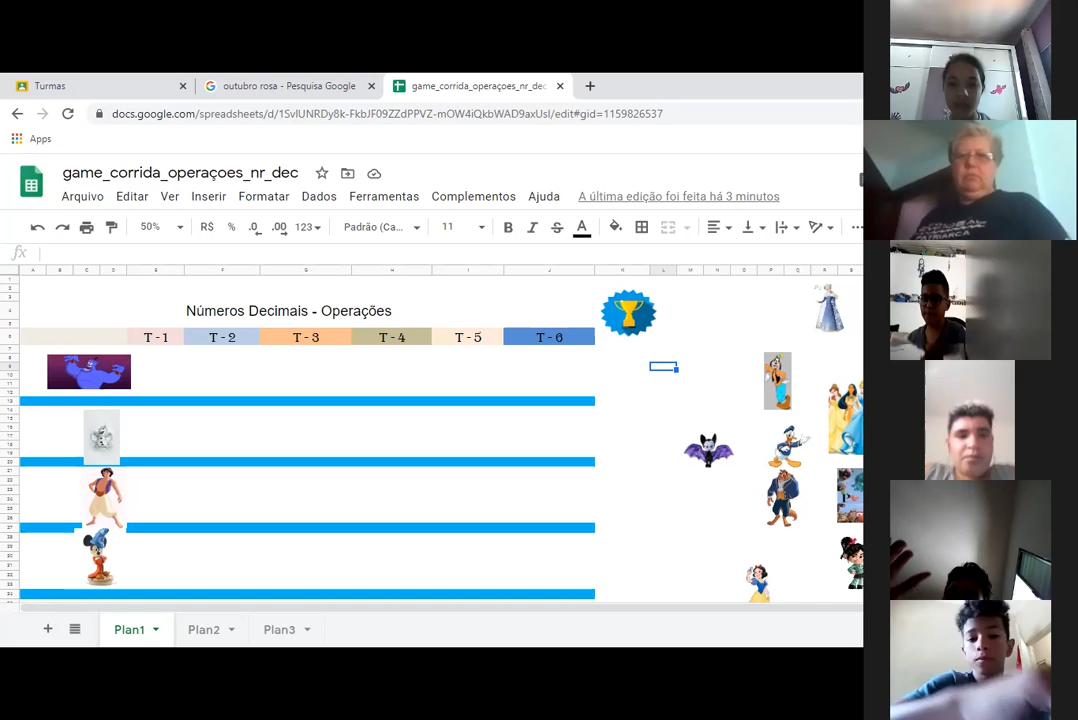 Turmas
outubro rosa - Pesquisa Google
game_corrida_operaçoes_nr_dec
docs.google.com/spreadsheets/d/1SvIUNRDy8k-FkbJF09ZZdPPVZ-mOW4iQkbWAD9axUsI/edit#gid=1159826537
Apps
game_corrida_operaçoes_nr_dec
Arquivo Editar Ver Inserir Formatar Dados Ferramentas Complementos Ajuda A última edição foi feita há 3 minutos
50% R$ % .0 .00 123 Padrão (Ca... 11 B I S A
fx
A B C D E F G H I J K L M N O P Q R S
Números Decimais - Operações
T - 1 T - 2 T - 3 T - 4 T - 5 T - 6
PATRIARCA
Plan1 Plan2 Plan3